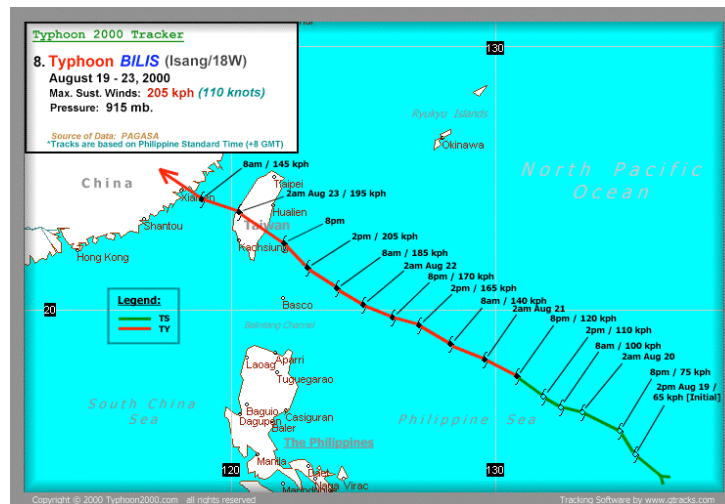 Typhoon 2000 Tracker
8. Typhoon BILIS (Isang/18W)
August 19 - 23, 2000
Max. Sust. Winds: 205 kph (110 knots)
Pressure: 915 mb.
Source of Data: PAGASA
*Tracks are based on Philippine Standard Time (+8 GMT)
130
Ryukyu Islands
Okinawa
North Pacific
Ocean
China
8am / 145 kph
Xiamen
Taipei
2am Aug 23 / 195 kph
Hualien
Taiwan
Shantou
Kaohsiung
Hong Kong
8pm
2pm / 205 kph
8am / 185 kph
2am Aug 22
8pm / 170 kph
2pm / 165 kph
8am / 140 kph
2am Aug 21
8pm / 120 kph
2pm / 110 kph
8am / 100 kph
2am Aug 20
8pm / 75 kph
2pm Aug 19 /
65 kph [Initial]
20
Legend:
TS
TY
Basco
Balintang Channel
Aparri
Laoag
Tuguegarao
South China
Sea
Baguio
Dagupan
Casiguran
Baler
Philippine Sea
The Philippines
Manila
120
130
Daet
Naga
Virac
Copyright © 2000 Typhoon2000.com all rights reserved
Tracking Software by www.qtracks.com